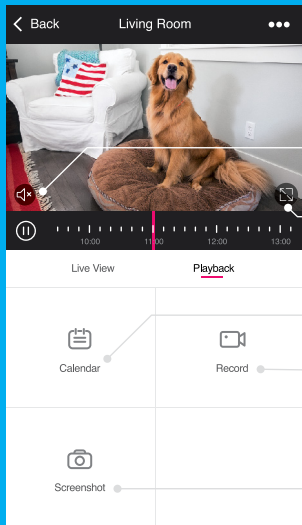 Back Living Room
10:00 11:00 12:00 13:00
Live View Playback
Calendar Record
Screenshot